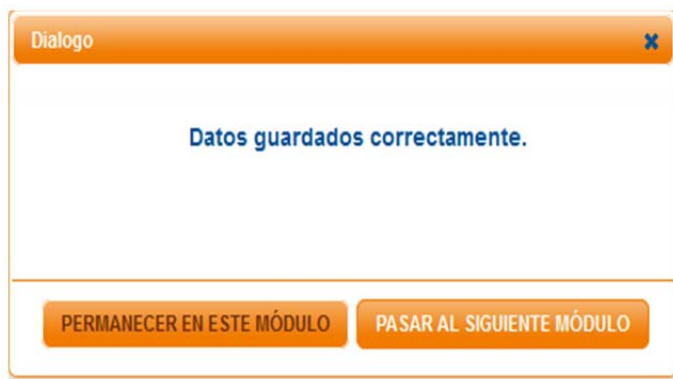 Dialogo
Datos guardados correctamente.
PERMANECER EN ESTE MÓDULO PASAR AL SIGUIENTE MÓDULO